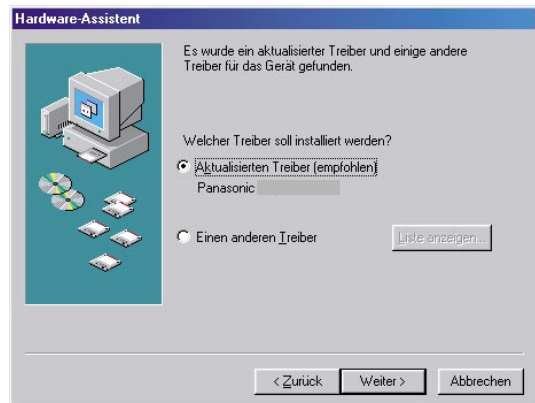 Hardware-Assistent
Es wurde ein aktualisierter Treiber und einige andere
Treiber für das Gerät gefunden.
Welcher Treiber soll installiert werden?
Aktualisierten Treiber (empfohlen)
Panasonic
Einen anderen Treiber
Liste anzeigen...
< Zurück
Weiter >
Abbrechen